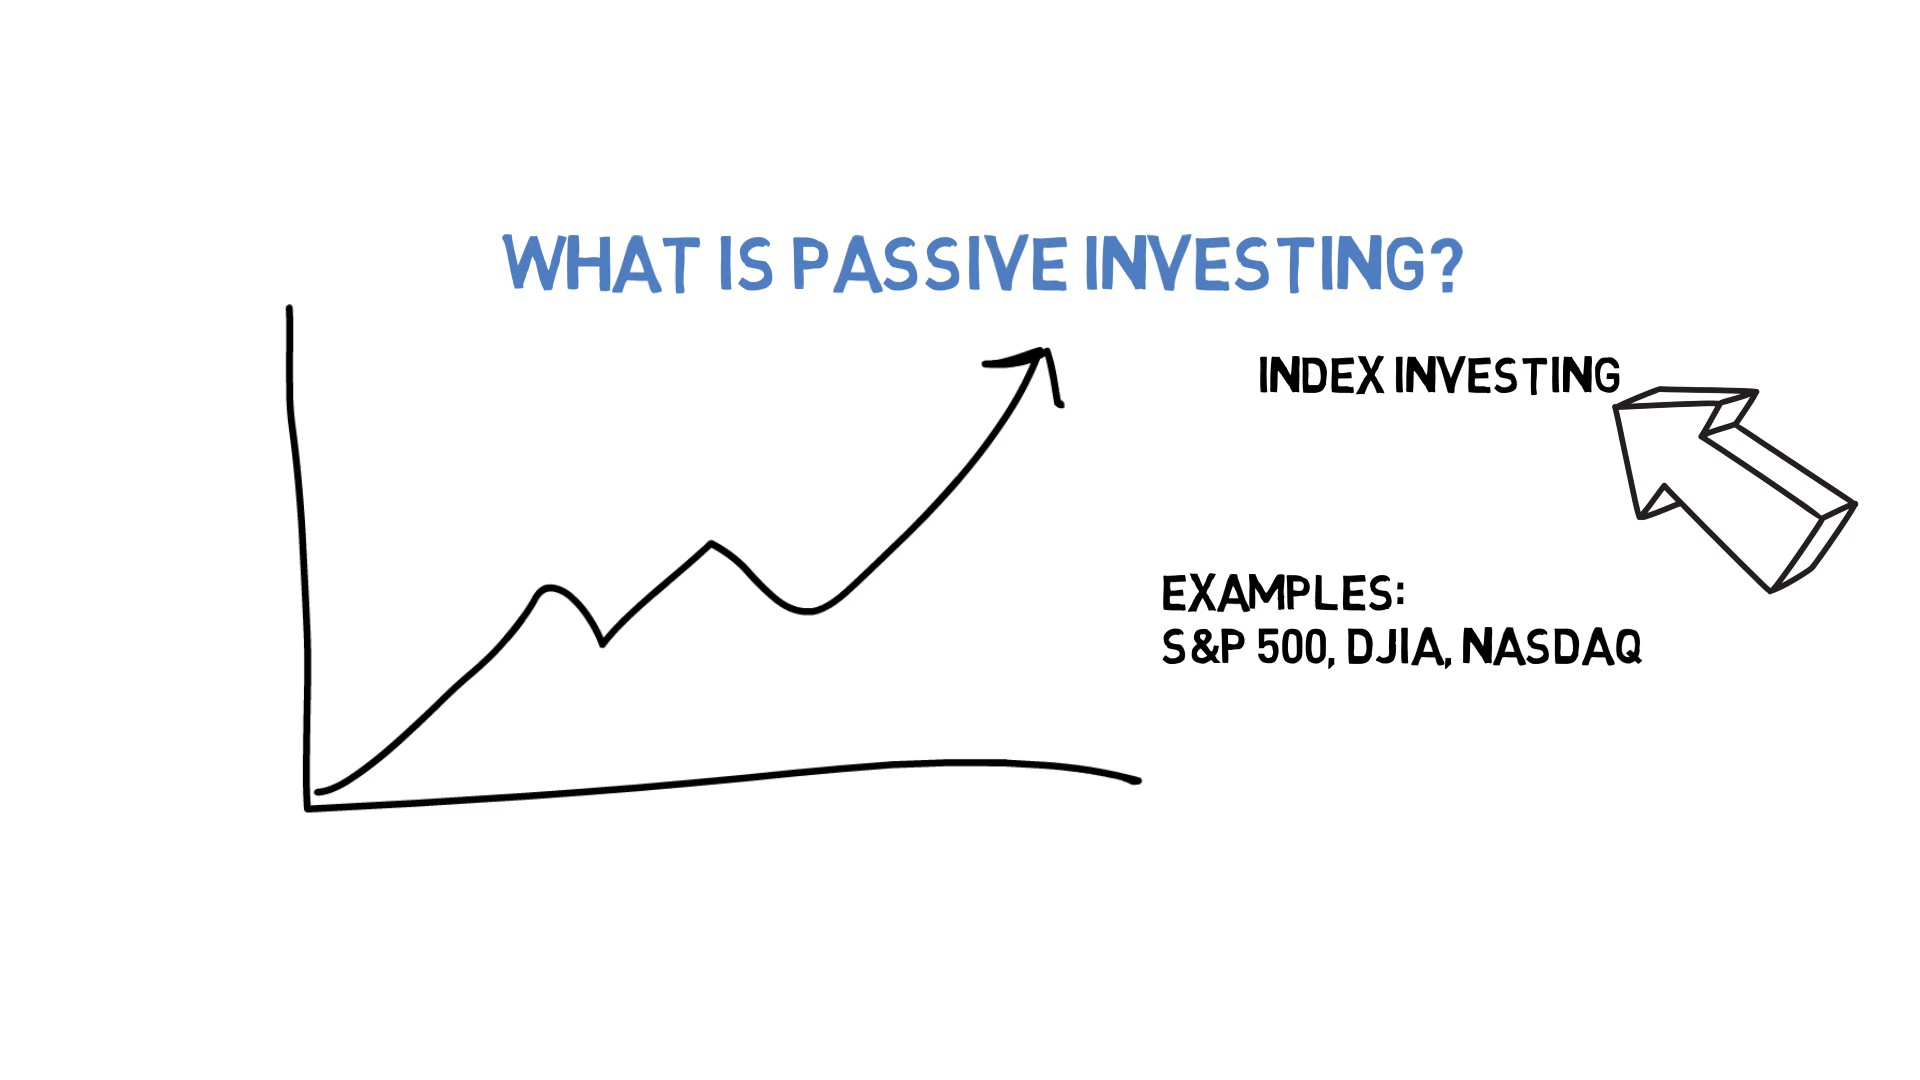 WHAT IS PASSIVE INVESTING?
INDEX INVESTING
EXAMPLES:
S&P 500, DJIA, NASDAQ